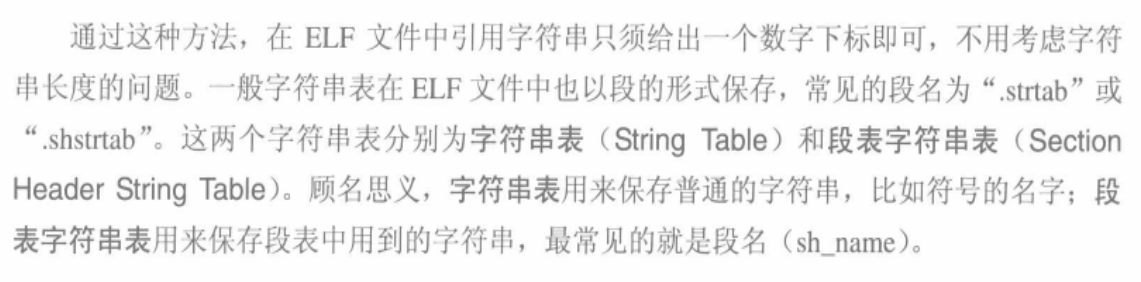 通过这种方法，在 ELF 文件中引用字符串只须给出一个数字下标即可，不用考虑字符
串长度的问题。一般字符串表在 ELF 文件中也以段的形式保存，常见的段名为“.strtab”或
“.shstrtab”。这两个字符串表分别为字符串表（String Table）和段表字符串表（Section
Header String Table）。顾名思义，字符串表用来保存普通的字符串，比如符号的名字；段
表字符串表用来保存段表中用到的字符串，最常见的就是段名（sh_name）。